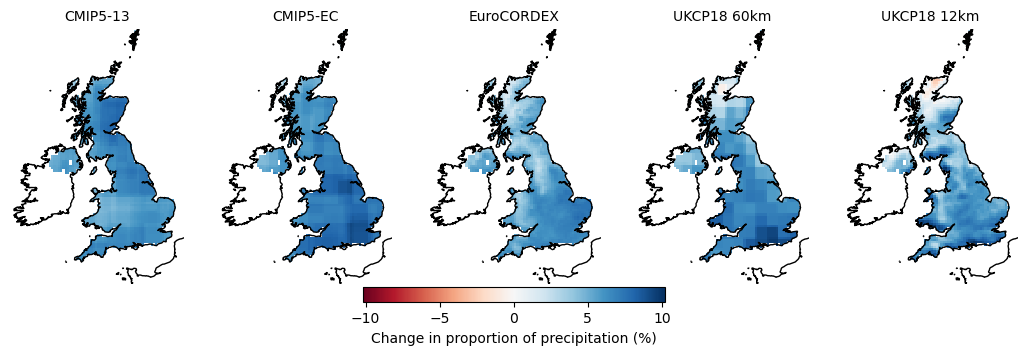 CMIP5-13
CMIP5-EC
EuroCORDEX
UKCP18 60km
UKCP18 12km
−10
−5
0
5
10
Change in proportion of precipitation (%)